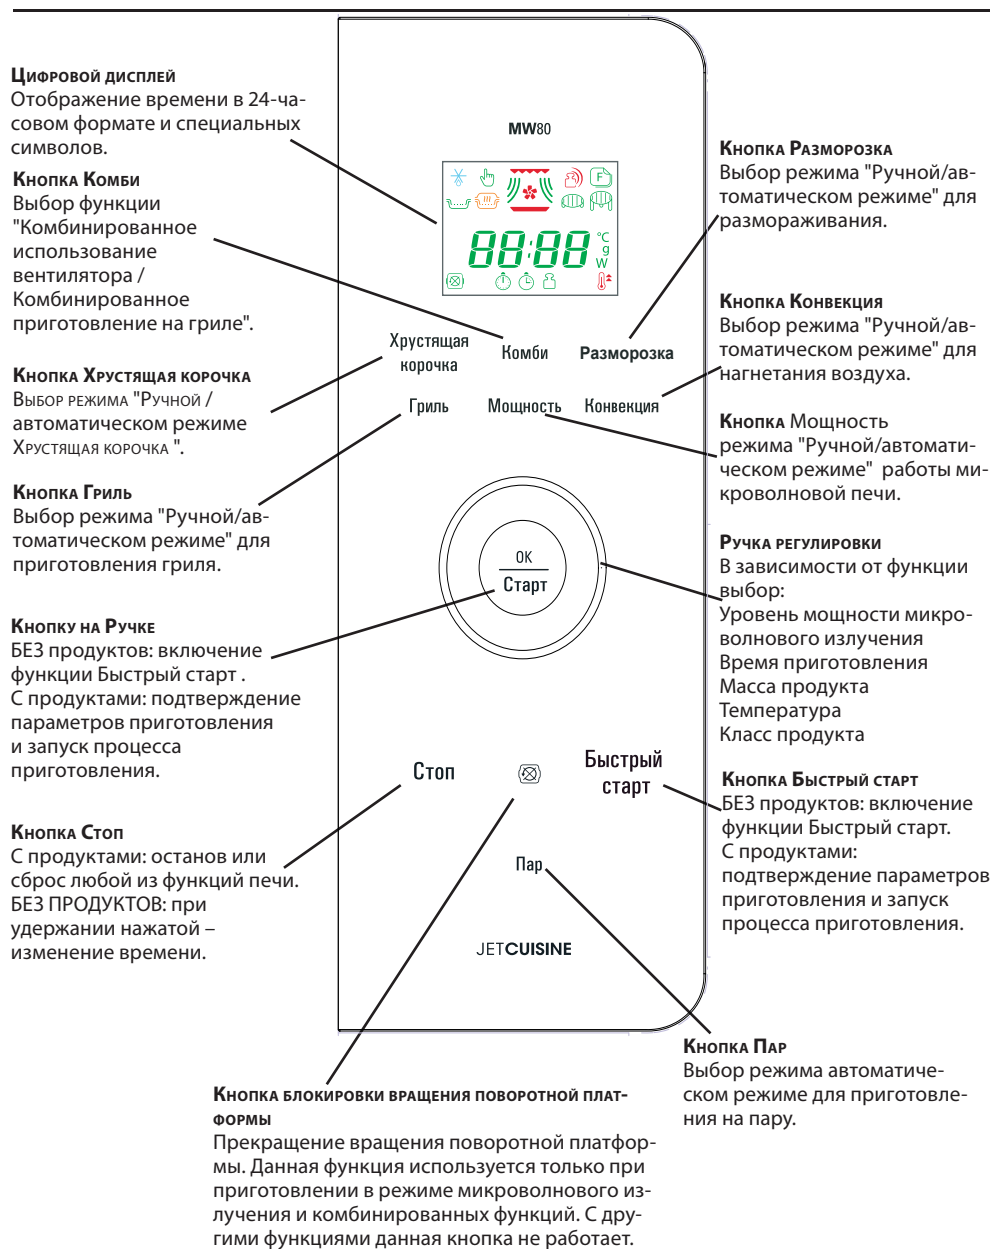 Цифровой дисплей
Отображение времени в 24-ча-
совом формате и специальных
символов.
Кнопка Комби
Выбор функции
"Комбинированное
использование
вентилятора /
Комбинированное
приготовление на гриле".
Кнопка Хрустящая корочка
Выбор режима "Ручной /
автоматическом режиме
Хрустящая корочка ".
Кнопка Гриль
Выбор режима "Ручной/ав-
томатическом режиме" для
приготовления гриля.
Кнопку на Ручке
БЕЗ продуктов: включение
функции Быстрый старт .
С продуктами: подтверждение
параметров приготовления
и запуск процесса
приготовления.
Кнопка Стоп
С продуктами: останов или
сброс любой из функций печи.
БЕЗ ПРОДУКТОВ: при
удержании нажатой –
изменение времени.
MW80
F
88:88
°C
g
W
Хрустящая
корочка
Комби
Разморозка
Гриль
Мощность
Конвекция
OK
Старт
Стоп
Быстрый
старт
Пар
JETCUISINE
Кнопка Разморозка
Выбор режима "Ручной/ав-
томатическом режиме" для
размораживания.
Кнопка Конвекция
Выбор режима "Ручной/ав-
томатическом режиме" для
нагнетания воздуха.
Кнопка Мощность
режима "Ручной/автомати-
ческом режиме" работы ми-
кроволновой печи.
Ручка регулировки
В зависимости от функции
выбор:
Уровень мощности микро-
волнового излучения
Время приготовления
Масса продукта
Температура
Класс продукта
Кнопка Быстрый старт
БЕЗ продуктов: включение
функции Быстрый старт.
С продуктами:
подтверждение параметров
приготовления и запуск
процесса приготовления.
Кнопка Пар
Выбор режима автоматиче-
ском режиме для приготовле-
ния на пару.
Кнопка блокировки вращения поворотной плат-
формы
Прекращение вращения поворотной платфор-
мы. Данная функция используется только при
приготовлении в режиме микроволнового из-
лучения и комбинированных функций. С дру-
гими функциями данная кнопка не работает.